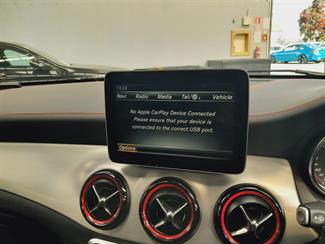 13:23
Navi Radio Media Tel/ Vehicle
No Apple CarPlay Device Connected
Please ensure that your device is
connected to the correct USB port.
Options